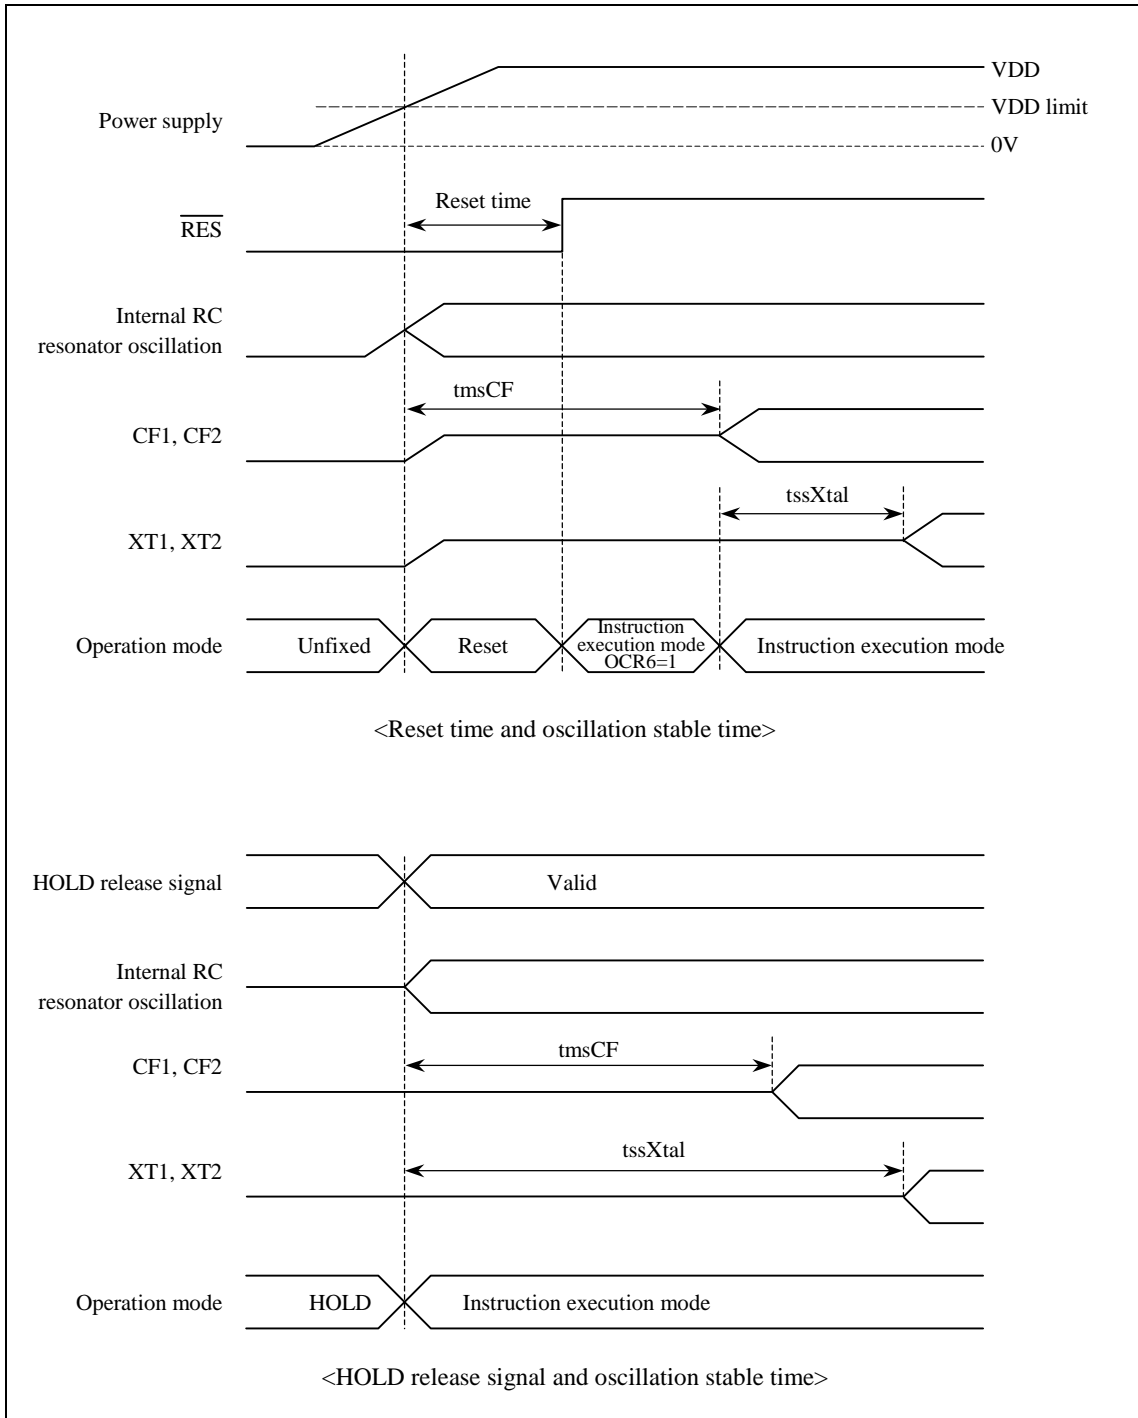 VDD
VDD limit
Power supply
0V
Reset time
RES
Internal RC
resonator oscillation
tmsCF
CF1, CF2
tssXtal
XT1, XT2
Operation mode
Unfixed
Reset
Instruction
execution mode
OCR6=1
Instruction execution mode
<Reset time and oscillation stable time>
HOLD release signal
Valid
Internal RC
resonator oscillation
tmsCF
CF1, CF2
tssXtal
XT1, XT2
Operation mode
HOLD
Instruction execution mode
<HOLD release signal and oscillation stable time>